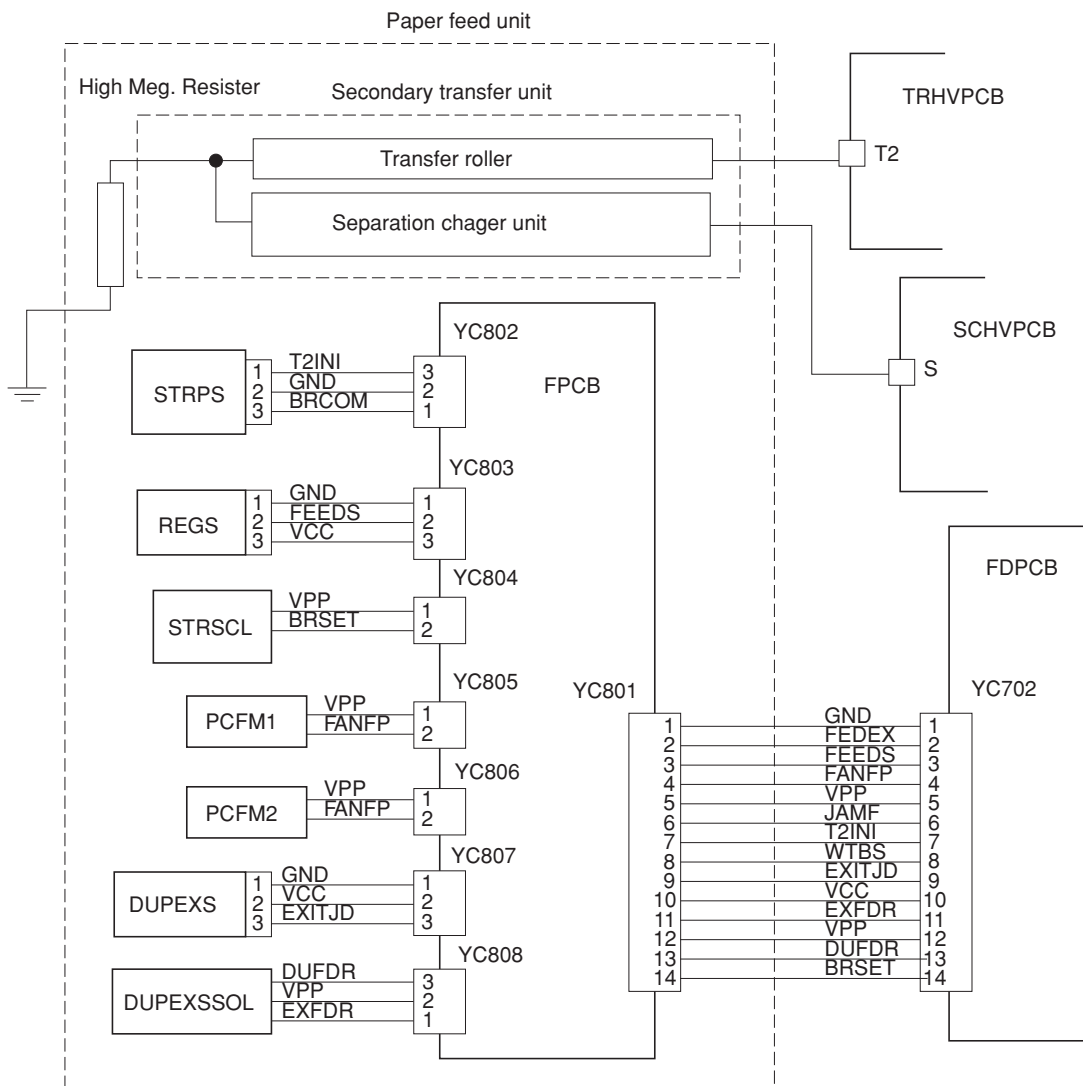 Paper feed unit
High Meg. Resister
Secondary transfer unit
Transfer roller
Separation chager unit
TRHVPCB
T2
SCHVPCB
S
FPCB
YC802
STRPS
1 T2INI 3
2 GND 2
3 BRCOM 1
YC803
REGS
1 GND 1
2 FEEDS 2
3 VCC 3
YC804
STRSCL
VPP 1
BRSET 2
YC805
PCFM1
VPP 1
FANFP 2
YC806
PCFM2
VPP 1
FANFP 2
YC807
DUPEXS
1 GND 1
2 VCC 2
3 EXITJD 3
YC808
DUPEXSSOL
DUFDR 3
VPP 2
EXFDR 1
FDPCB
YC801 YC702
1 GND 1
2 FEDEX 2
3 FEEDS 3
4 FANFP 4
5 VPP 5
6 JAMF 6
7 T2INI 7
8 WTBS 8
9 EXITJD 9
10 VCC 10
11 EXFDR 11
12 VPP 12
13 DUFDR 13
14 BRSET 14